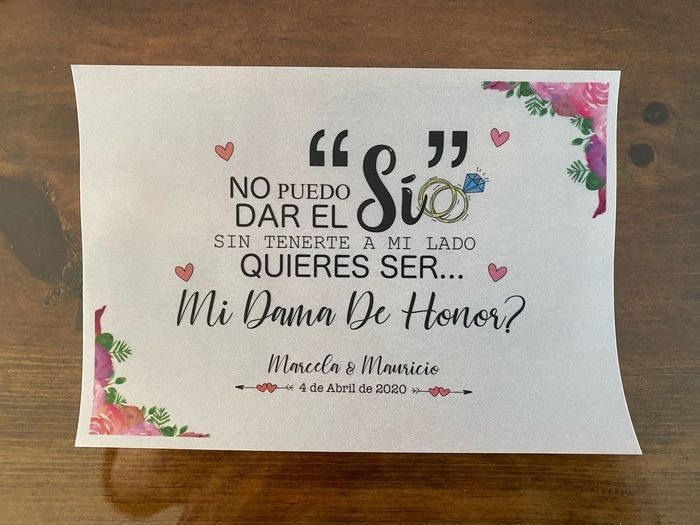 NO PUEDO
DAR EL “Sí”
SIN TENERTE A MI LADO
QUIERES SER...
Mi Dama De Honor?
Marcela & Mauricio
4 de Abril de 2020